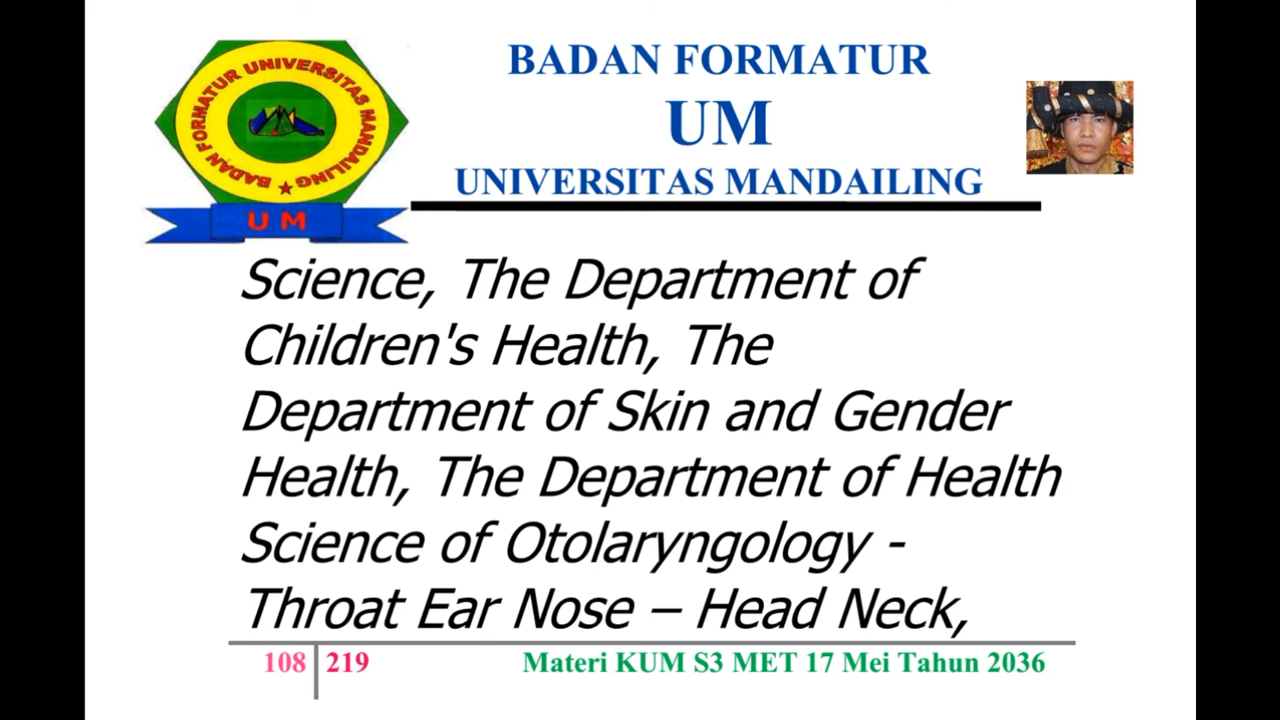 BADAN FORMATUR UNIVERSITAS MANDAILING
UM
BADAN FORMATUR
UM
UNIVERSITAS MANDAILING
Science, The Department of
Children's Health, The
Department of Skin and Gender
Health, The Department of Health
Science of Otolaryngology -
Throat Ear Nose – Head Neck,
108 219 Materi KUM S3 MET 17 Mei Tahun 2036